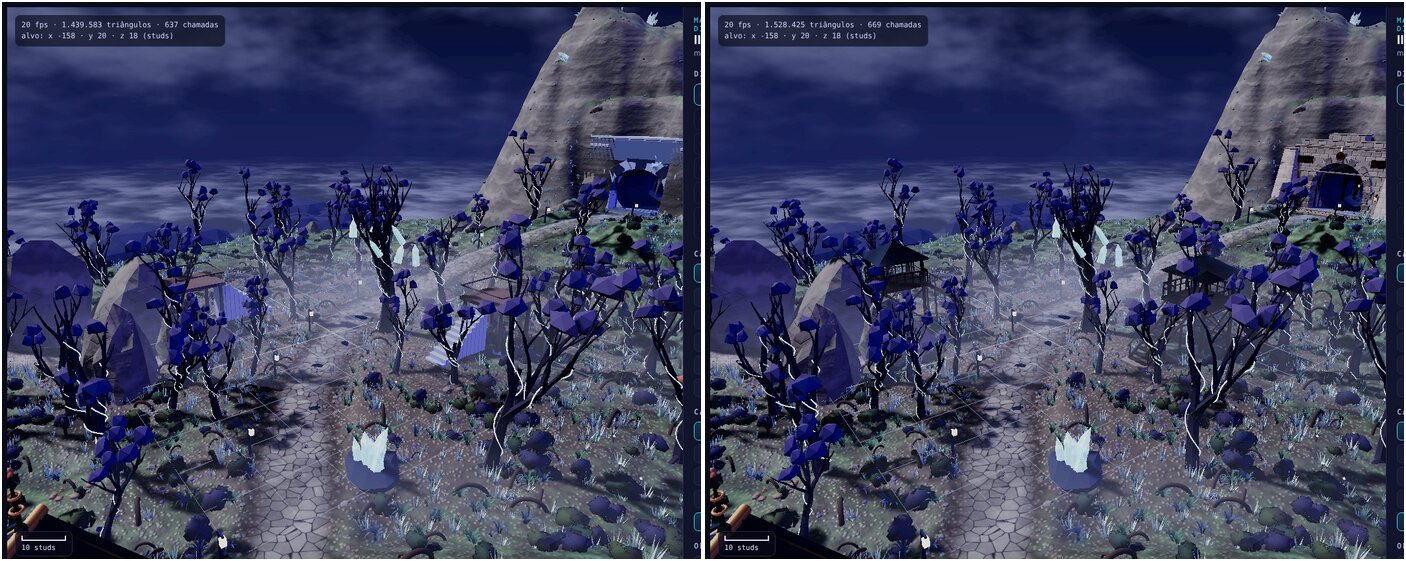 20 fps · 1.439.583 triângulos · 637 chamadas
alvo: x -158 · y 20 · z 18 (studs)
10 studs
20 fps · 1.528.425 triângulos · 669 chamadas
alvo: x -158 · y 20 · z 18 (studs)
10 studs